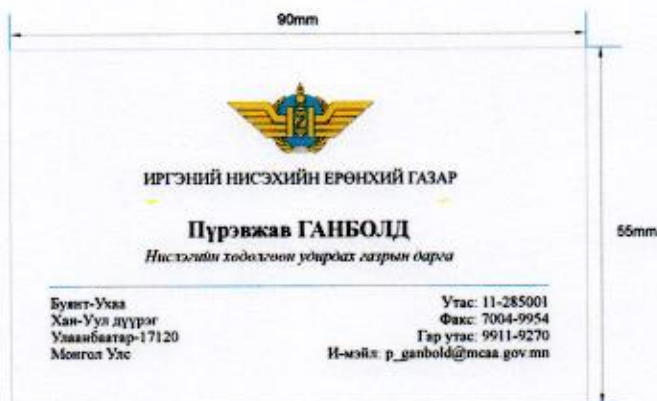 90mm
ИРГЭНИЙ НИСЭХИЙН ЕРӨНХИЙ ГАЗАР
Пүрэвжав ГАНБОЛД
Нислэгийн хөдөлгөөн удирдах газрын дарга
55mm
Буянт-Ухаа
Хан-Уул дүүрэг
Улаанбаатар-17120
Монгол Улс
Утас: 11-285001
Факс: 7004-9954
Гар утас: 9911-9270
И-мэйл: p_ganbold@mcaa.gov.mn